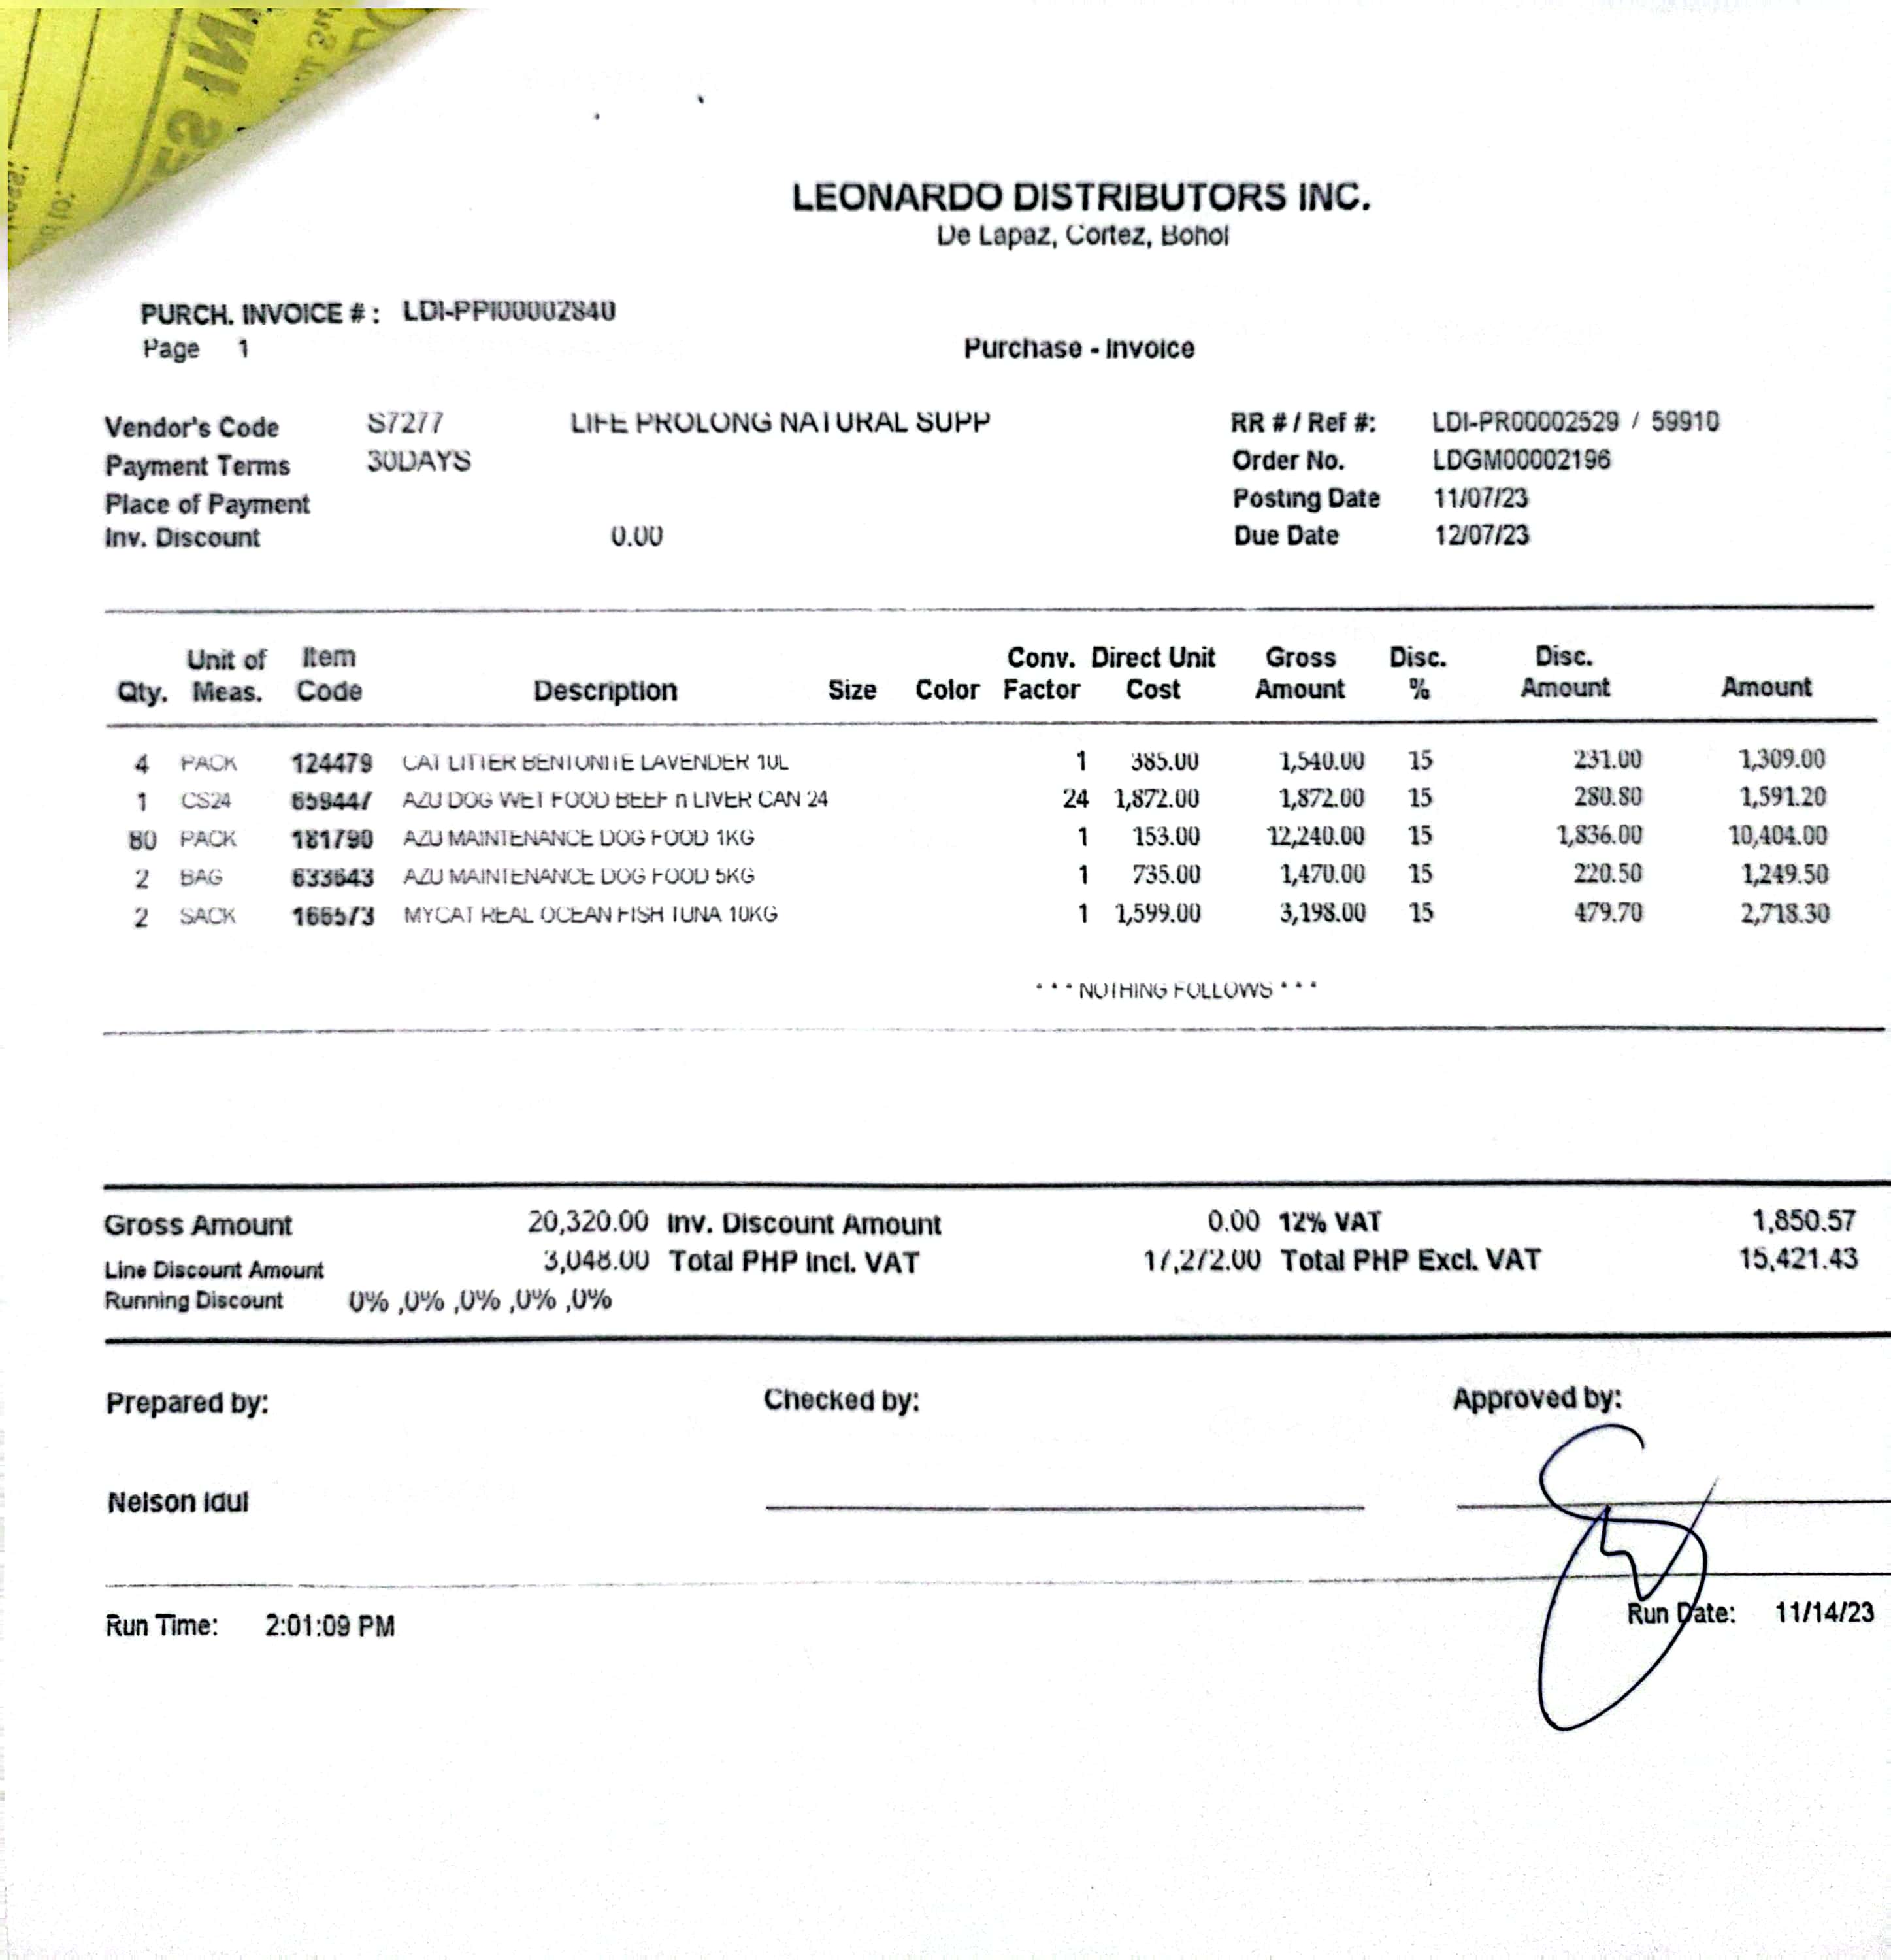 LEONARDO DISTRIBUTORS INC.
De Lapaz, Cortez, Bohol
PURCH. INVOICE # : LDI-PPI00002840
Page 1
Purchase - Invoice
Vendor's Code S7277 LIFE PROLONG NATURAL SUPP RR # / Ref #: LDI-PR00002529 / 59910
Payment Terms 30DAYS Order No. LDGM00002196
Place of Payment Posting Date 11/07/23
Inv. Discount 0.00 Due Date 12/07/23
Qty. Unit of Meas. Item Code Description Size Color Conv. Factor Direct Unit Cost Gross Amount Disc. % Disc. Amount Amount
4 PACK 124479 CAT LITTER BENTONITE LAVENDER 10L 1 385.00 1,540.00 15 231.00 1,309.00
1 CS24 659447 AZU DOG WET FOOD BEEF n LIVER CAN 24 24 1,872.00 1,872.00 15 280.80 1,591.20
80 PACK 181790 AZU MAINTENANCE DOG FOOD 1KG 1 153.00 12,240.00 15 1,836.00 10,404.00
2 BAG 633643 AZU MAINTENANCE DOG FOOD 5KG 1 735.00 1,470.00 15 220.50 1,249.50
2 SACK 166573 MYCAT REAL OCEAN FISH TUNA 10KG 1 1,599.00 3,198.00 15 479.70 2,718.30
* * * NOTHING FOLLOWS * * *
Gross Amount 20,320.00 Inv. Discount Amount 0.00 12% VAT 1,850.57
Line Discount Amount 3,048.00 Total PHP Incl. VAT 17,272.00 Total PHP Excl. VAT 15,421.43
Running Discount 0% ,0% ,0% ,0% ,0%
Prepared by: Checked by: Approved by:
Nelson Idul
Run Time: 2:01:09 PM Run Date: 11/14/23